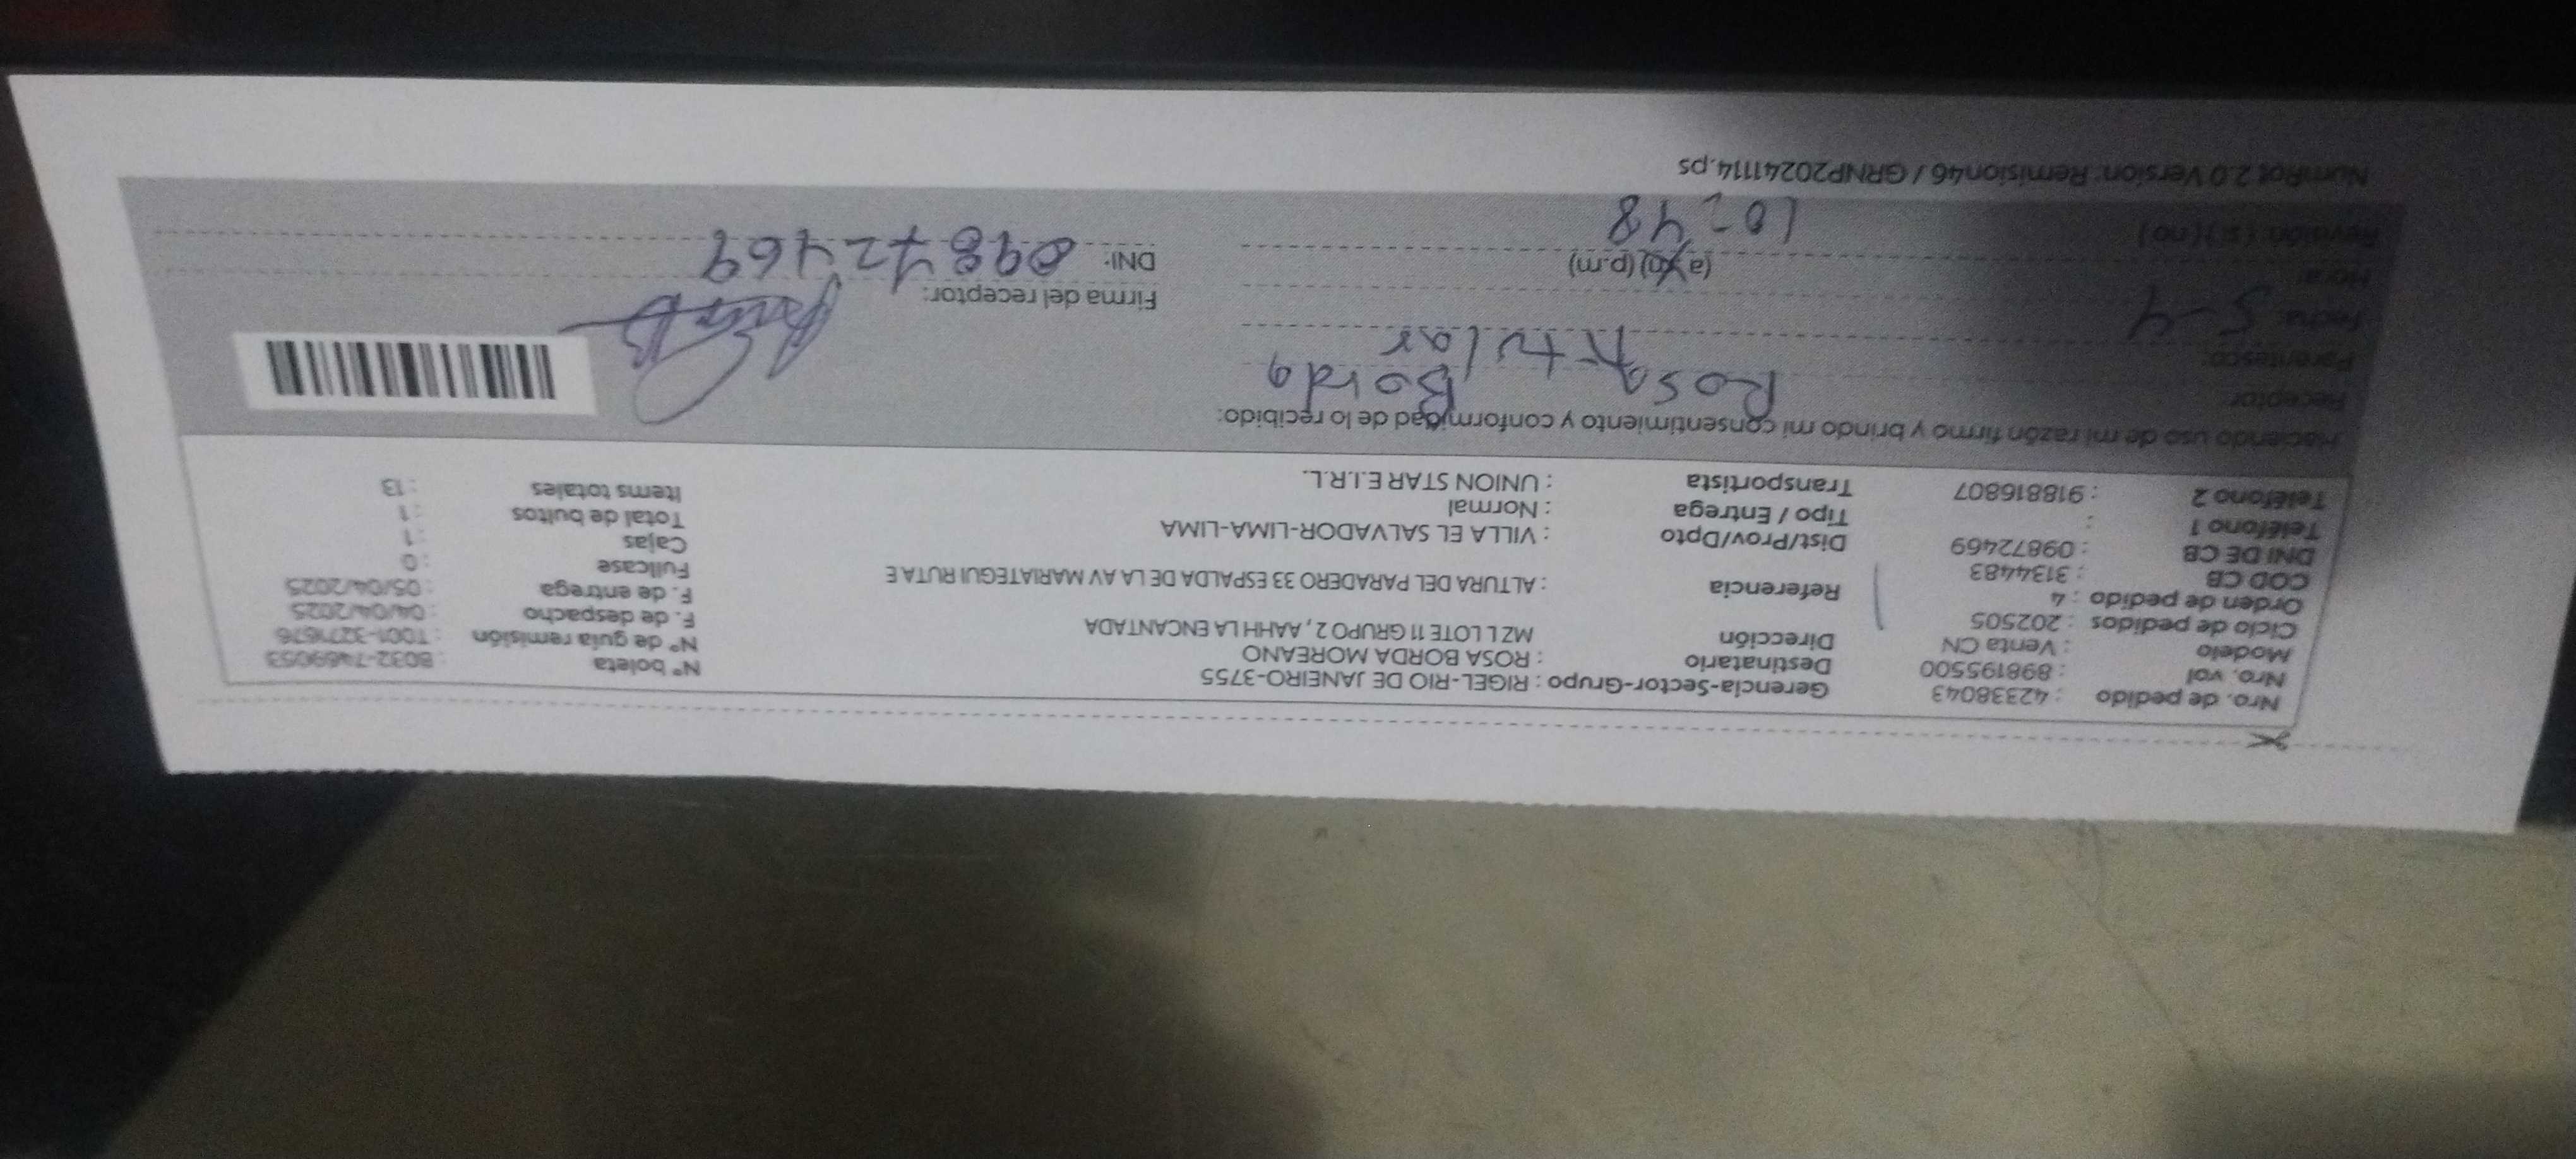 Nro. de pedido : 42338043
Nro. vol : 898195500
Modelo : Venta CN
Ciclo de pedidos : 202505
Orden de pedido : 4
COD CB : 3134483
DNI DE CB : 09872469
Teléfono 1 :
Teléfono 2 : 918816807
Gerencia-Sector-Grupo : RIGEL-RIO DE JANEIRO-3755
Destinatario : ROSA BORDA MOREANO
Dirección MZ L LOTE 11 GRUPO 2 , AAHH LA ENCANTADA
Referencia : ALTURA DEL PARADERO 33 ESPALDA DE LA AV MARIATEGUI RUTA E
Dist/Prov/Dpto : VILLA EL SALVADOR-LIMA-LIMA
Tipo / Entrega : Normal
Transportista : UNION STAR E.I.R.L.
N° boleta : B032-74689053
N° de guía remisión : T001-32771676
F. de despacho : 04/04/2025
F. de entrega : 05/04/2025
Fullcase : 0
Cajas : 1
Total de bultos : 1
Items totales : 13
Haciendo uso de mi razón firmo y brindo mi consentimiento y conformidad de lo recibido:
Receptor: Rosa Borda
Parentesco: titular
Fecha: 5-4
Hora: (a.m) (p.m)
Revisión: (si) (no) 10:48
Firma del receptor:
DNI: 09872469
NumRot 2.0 Version: Remision46 / GRNP20241114.ps